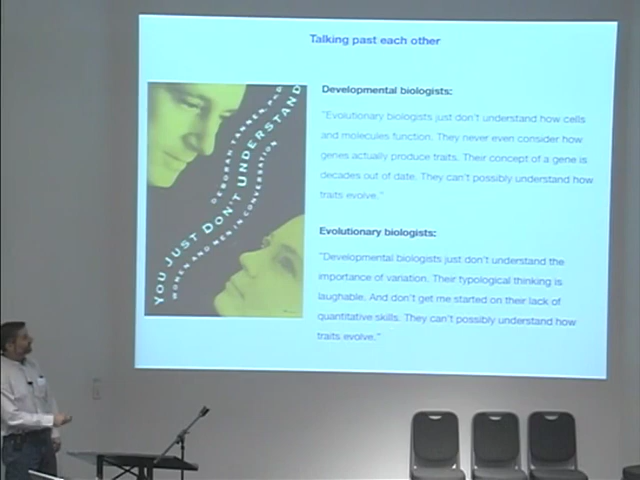 Talking past each other
DEBORAH TANNEN, PH.D.
YOU JUST DON'T UNDERSTAND
WOMEN AND MEN IN CONVERSATION
Developmental biologists:
"Evolutionary biologists just don't understand how cells
and molecules function. They never even consider how
genes actually produce traits. Their concept of a gene is
decades out of date. They can't possibly understand how
traits evolve."
Evolutionary biologists:
"Developmental biologists just don't understand the
importance of variation. Their typological thinking is
laughable. And don't get me started on their lack of
quantitative skills. They can't possibly understand how
traits evolve."